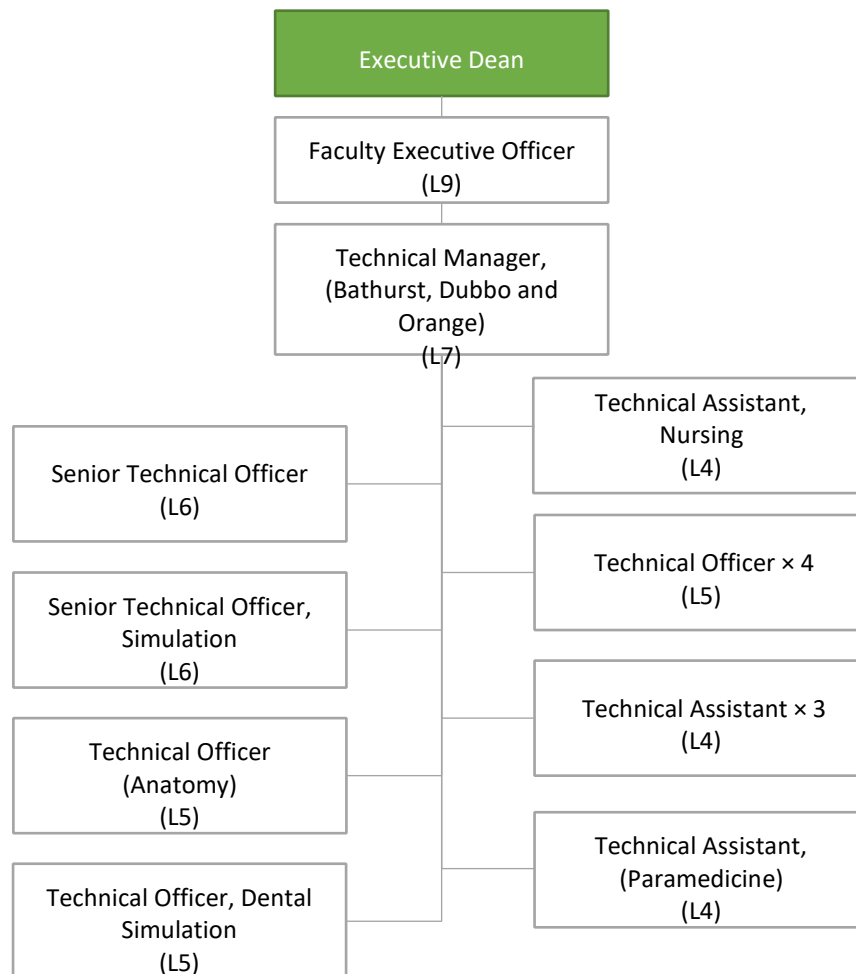 Executive Dean
Faculty Executive Officer
(L9)
Technical Manager,
(Bathurst, Dubbo and
Orange)
(L7)
Senior Technical Officer
(L6)
Senior Technical Officer,
Simulation
(L6)
Technical Officer
(Anatomy)
(L5)
Technical Officer, Dental
Simulation
(L5)
Technical Assistant,
Nursing
(L4)
Technical Officer × 4
(L5)
Technical Assistant × 3
(L4)
Technical Assistant,
(Paramedicine)
(L4)